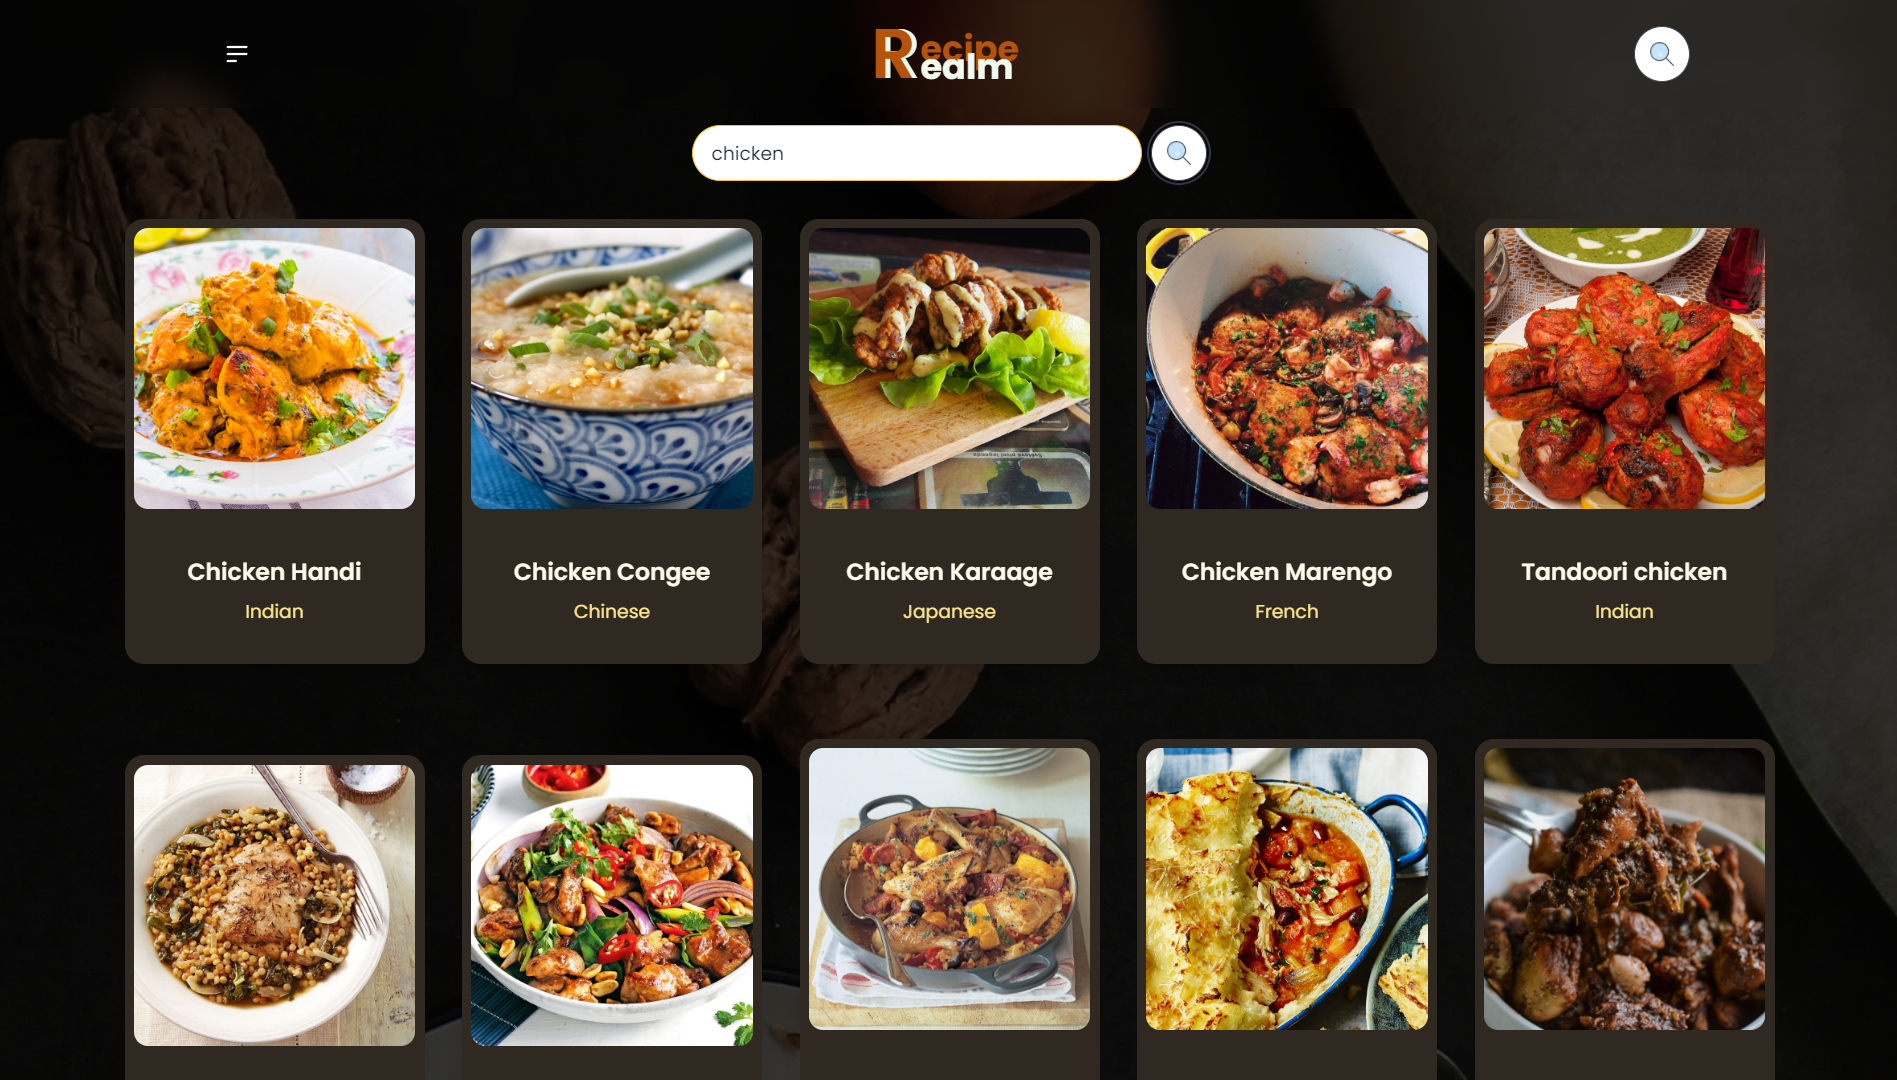 Recipe
Realm
chicken
Chicken Handi
Indian
Chicken Congee
Chinese
Chicken Karaage
Japanese
Chicken Marengo
French
Tandoori chicken
Indian